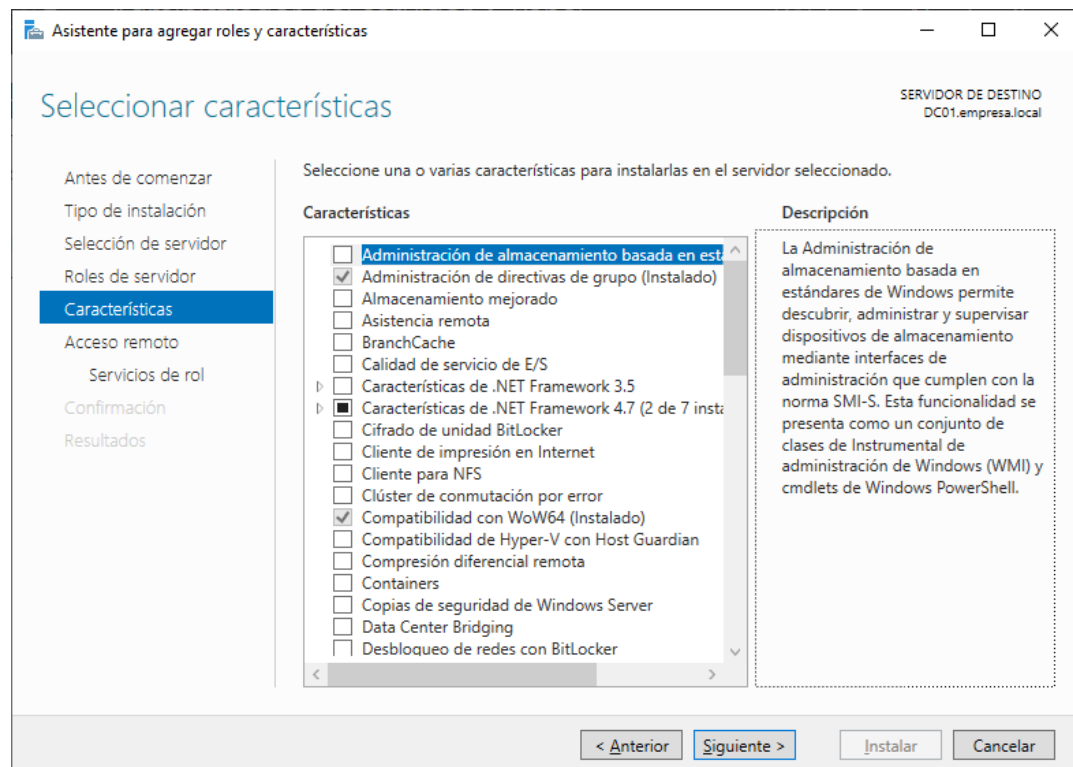 Asistente para agregar roles y características
Seleccionar características
SERVIDOR DE DESTINO
DC01.empresa.local
Antes de comenzar
Tipo de instalación
Selección de servidor
Roles de servidor
Características
Acceso remoto
Servicios de rol
Confirmación
Resultados
Seleccione una o varias características para instalarlas en el servidor seleccionado.
Características
Administración de almacenamiento basada en está
Administración de directivas de grupo (Instalado)
Almacenamiento mejorado
Asistencia remota
BranchCache
Calidad de servicio de E/S
Características de .NET Framework 3.5
Características de .NET Framework 4.7 (2 de 7 insta
Cifrado de unidad BitLocker
Cliente de impresión en Internet
Cliente para NFS
Clúster de conmutación por error
Compatibilidad con WoW64 (Instalado)
Compatibilidad de Hyper-V con Host Guardian
Compresión diferencial remota
Containers
Copias de seguridad de Windows Server
Data Center Bridging
Desbloqueo de redes con BitLocker
Descripción
La Administración de
almacenamiento basada en
estándares de Windows permite
descubrir, administrar y supervisar
dispositivos de almacenamiento
mediante interfaces de
administración que cumplen con la
norma SMI-S. Esta funcionalidad se
presenta como un conjunto de
clases de Instrumental de
administración de Windows (WMI) y
cmdlets de Windows PowerShell.
< Anterior
Siguiente >
Instalar
Cancelar